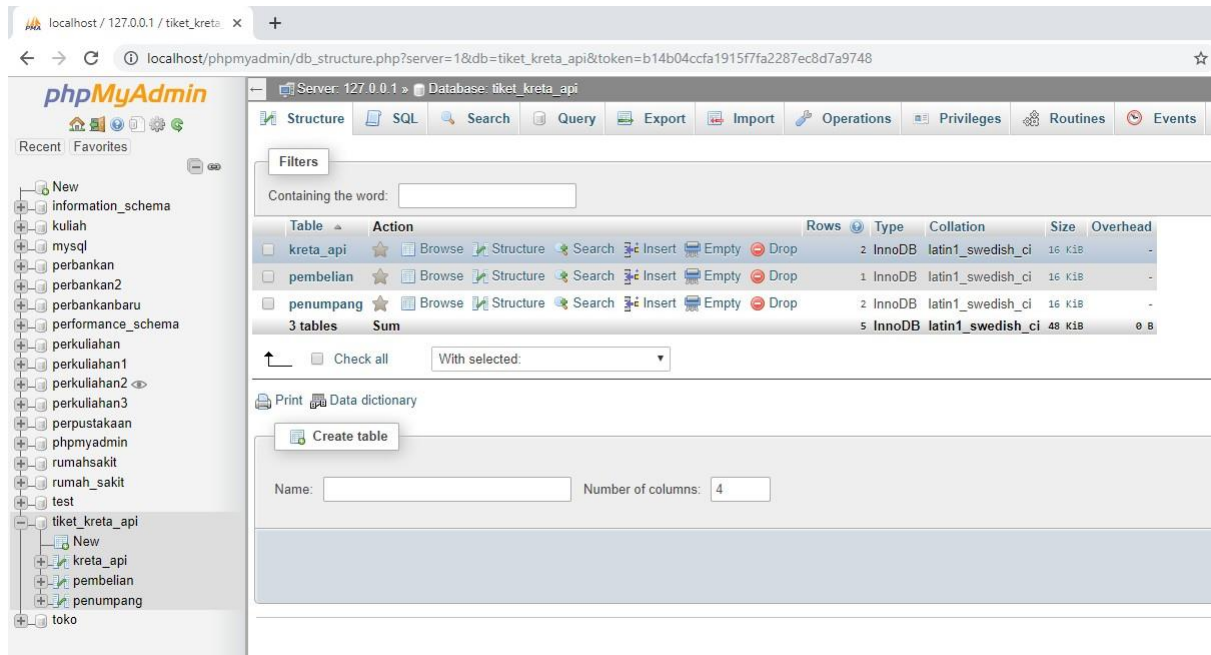 localhost / 127.0.0.1 / tiket_kreta
localhost/phpmyadmin/db_structure.php?server=1&db=tiket_kreta_api&token=b14b04ccfa1915f7fa2287ec8d7a9748
phpMyAdmin
Recent Favorites
New
information_schema
kuliah
mysql
perbankan
perbankan2
perbankanbaru
performance_schema
perkuliahan
perkuliahan1
perkuliahan2
perkuliahan3
perpustakaan
phpmyadmin
rumahsakit
rumah_sakit
test
tiket_kreta_api
New
kreta_api
pembelian
penumpang
toko
Server: 127.0.0.1 » Database: tiket_kreta_api
Structure SQL Search Query Export Import Operations Privileges Routines Events
Filters
Containing the word:
Table Action Rows Type Collation Size Overhead
kreta_api Browse Structure Search Insert Empty Drop 2 InnoDB latin1_swedish_ci 16 KiB -
pembelian Browse Structure Search Insert Empty Drop 1 InnoDB latin1_swedish_ci 16 KiB -
penumpang Browse Structure Search Insert Empty Drop 2 InnoDB latin1_swedish_ci 16 KiB -
3 tables Sum 5 InnoDB latin1_swedish_ci 48 KiB 0 B
Check all With selected:
Print Data dictionary
Create table
Name: Number of columns: 4